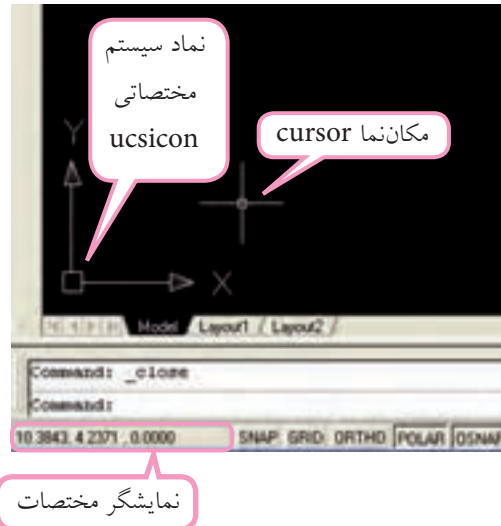 نماد سیستم
مختصاتی
ucsicon
مکان‌نما cursor
Y
X
Model Layout1 Layout2
Command: _close
Command:
10.3843, 4.2371 , 0.0000 SNAP GRID ORTHO POLAR OSNAP
نمایشگر مختصات